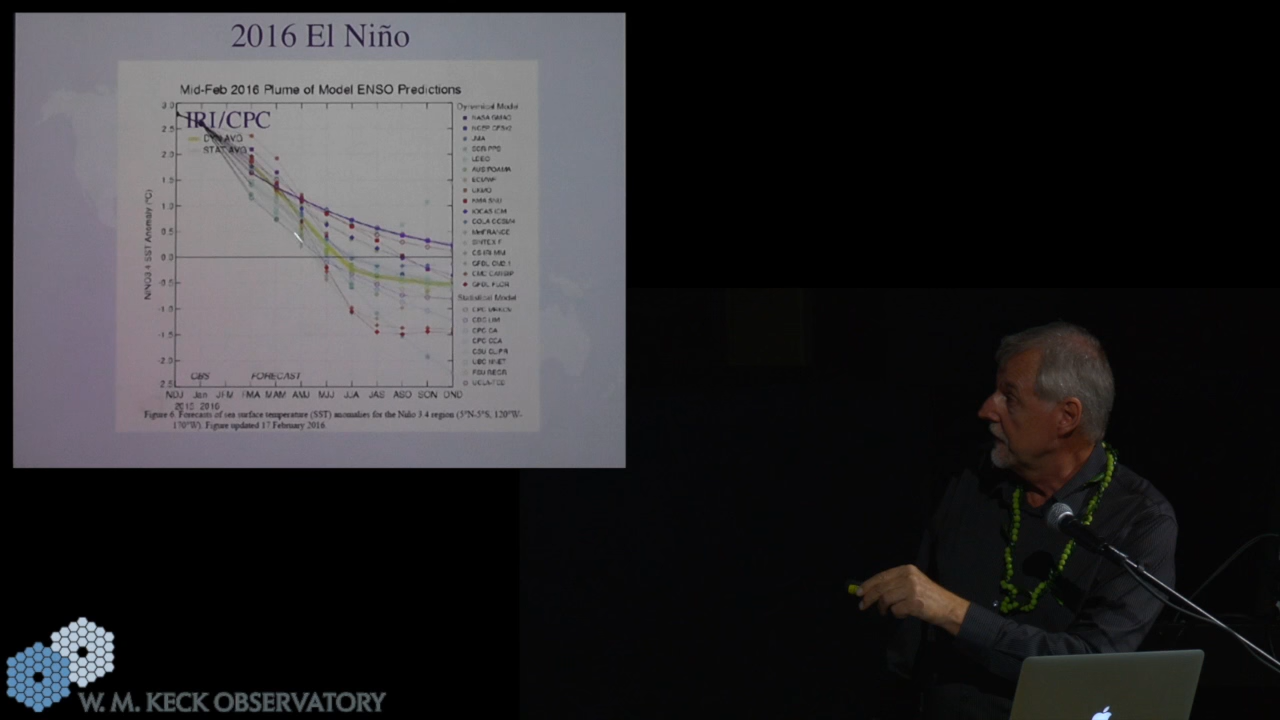 2016 El Niño
Mid-Feb 2016 Plume of Model ENSO Predictions
IRI/CPC
DYN AVG
STAT AVG
NINO3.4 SST Anomaly (°C)
3.0
2.5
2.0
1.5
1.0
0.5
0.0
-0.5
-1.0
-1.5
-2.0
OBS
FORECAST
NDJ Jan JFM FMA MAM AMJ MJJ JJA JAS ASO SON OND
2015 2016
Dynamical Model
NASA GMAO
NCEP CFSv2
JMA
LDEO
ECMWF
UKMO
KMA SNU
IOCAS ICM
COLA CCSM4
MetFRANCE
SINTEX-F
CS-IRI-MM
GFDL CM2.1
CMC CANSIP
GFDL FLOR
Statistical Model
CPC MRKOV
CDC LIM
CPC CA
CPC CCA
CSU CLIPR
UBC NNET
FSU REGR
UCLA-TCD
Figure 6. Forecasts of sea surface temperature (SST) anomalies for the Niño 3.4 region (5°N-5°S, 120°W-
170°W). Figure updated 17 February 2016.
W. M. KECK OBSERVATORY